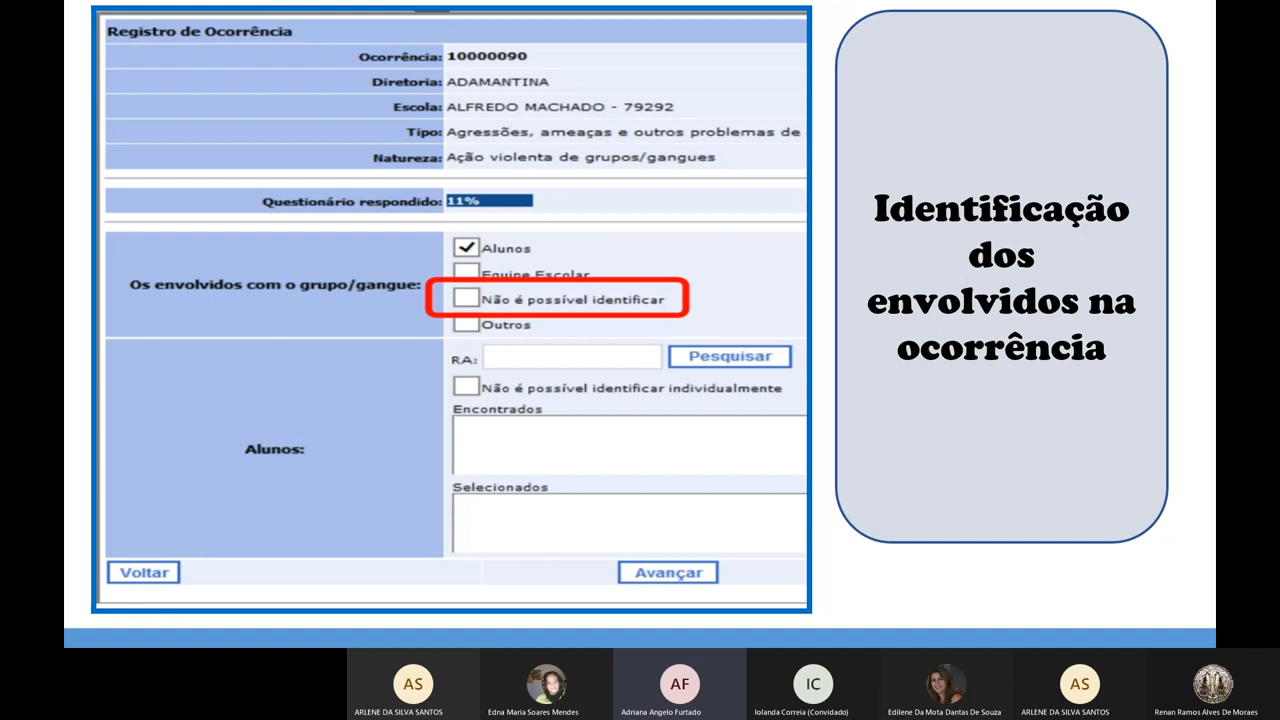 Registro de Ocorrência
Ocorrência: 10000090
Diretoria: ADAMANTINA
Escola: ALFREDO MACHADO - 79292
Tipo: Agressões, ameaças e outros problemas de
Natureza: Ação violenta de grupos/gangues
Questionário respondido: 11%
Os envolvidos com o grupo/gangue:
Alunos
Equipe Escolar
Não é possível identificar
Outros
Alunos:
RA:
Pesquisar
Não é possível identificar individualmente
Encontrados
Selecionados
Voltar
Avançar
Identificação
dos
envolvidos na
ocorrência
AS
AF
IC
AS
ARLENE DA SILVA SANTOS
Edna Maria Soares Mendes
Adriana Angelo Furtado
Iolanda Correia (Convidado)
Edilene Da Mota Dantas De Souza
ARLENE DA SILVA SANTOS
Renan Ramos Alves De Moraes